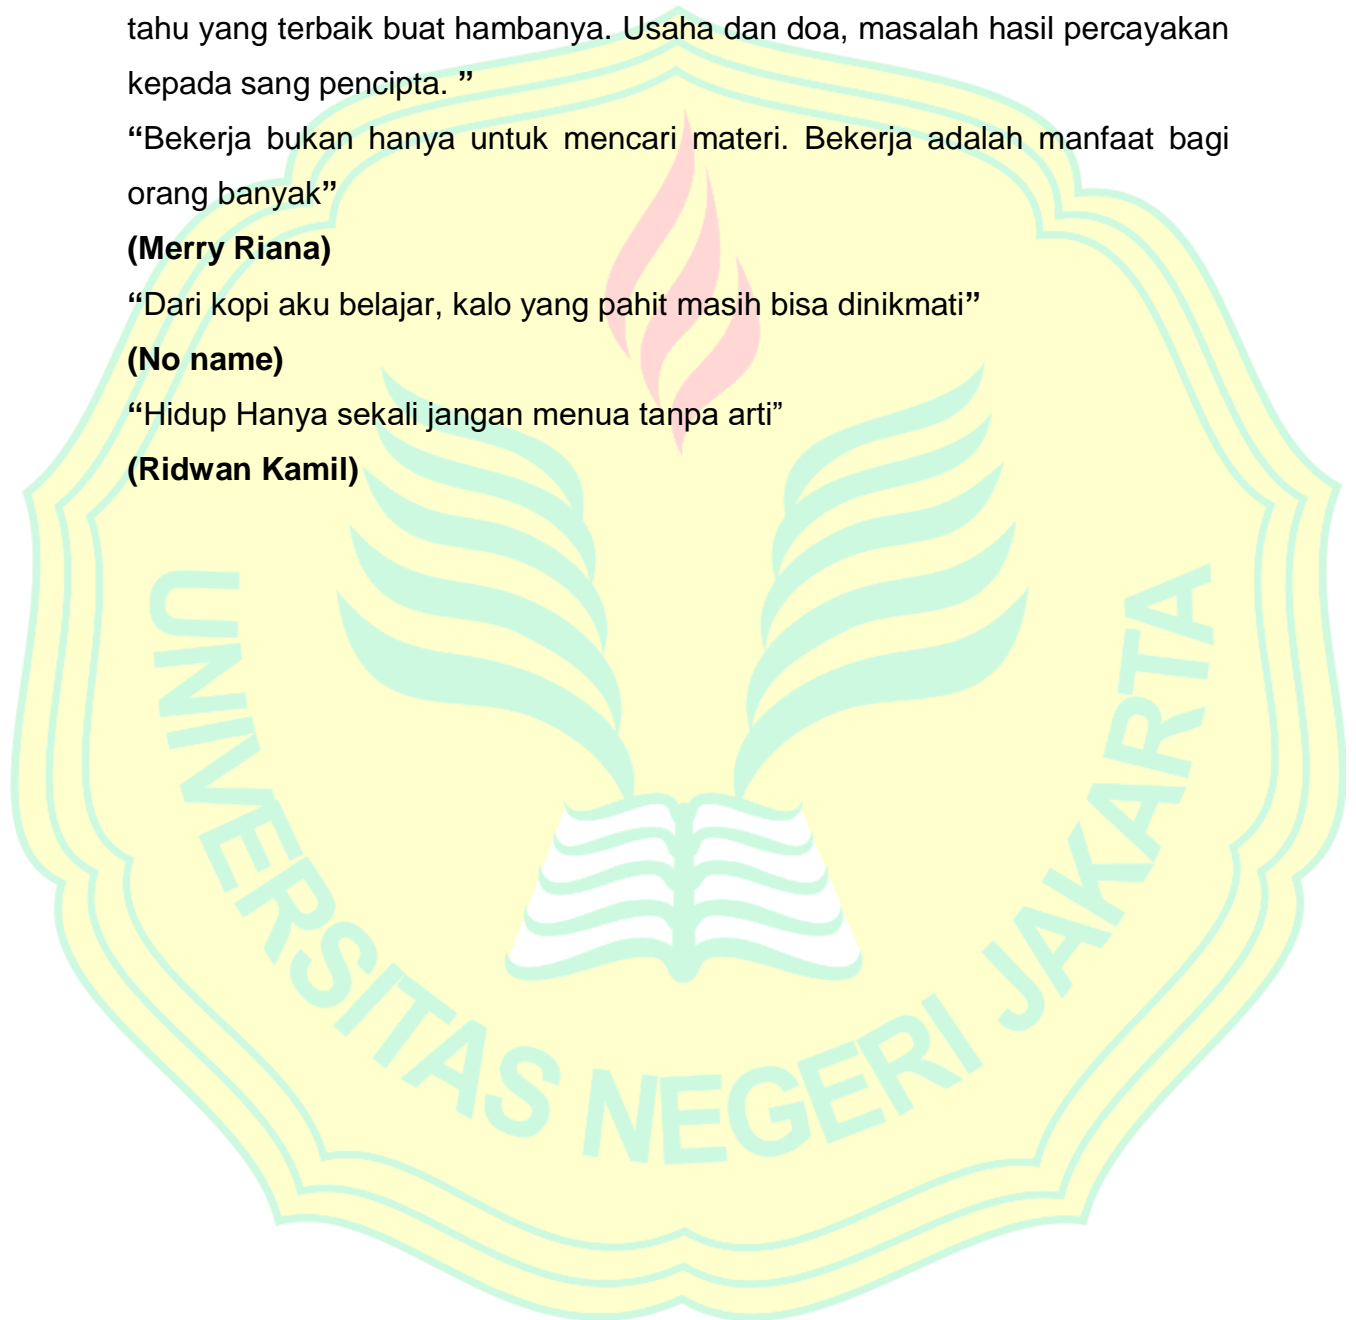 tahu yang terbaik buat hambanya. Usaha dan doa, masalah hasil percayakan
kepada sang pencipta. ”
“Bekerja bukan hanya untuk mencari materi. Bekerja adalah manfaat bagi
orang banyak”
(Merry Riana)
“Dari kopi aku belajar, kalo yang pahit masih bisa dinikmati”
(No name)
“Hidup Hanya sekali jangan menua tanpa arti”
(Ridwan Kamil)
UNIVERSITAS NEGERI JAKARTA